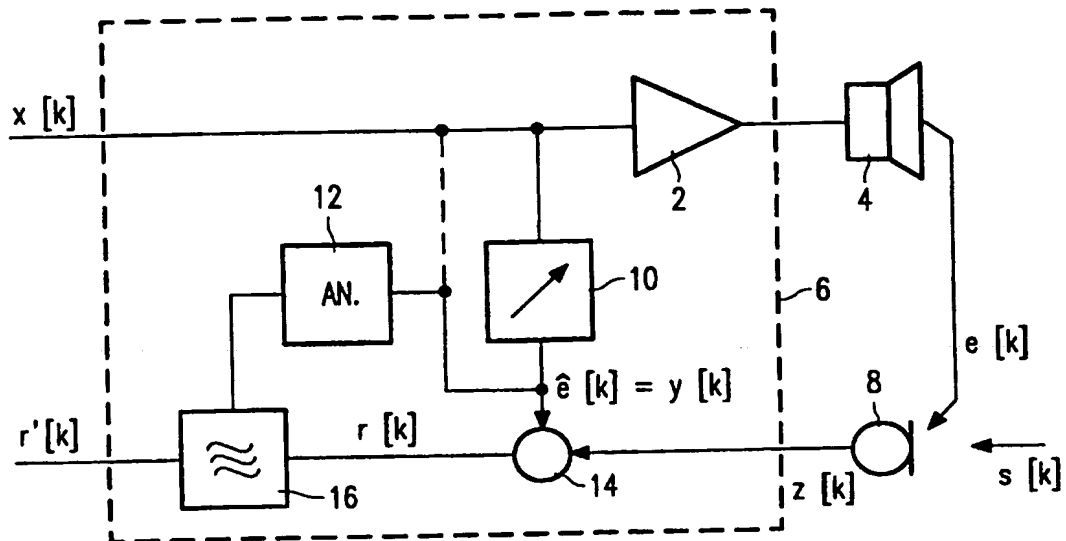 x [k]
2
4
12
AN.
10
6
e [k]
ê [k] = y [k]
8
r'[k]
r [k]
16
14
z [k]
s [k]